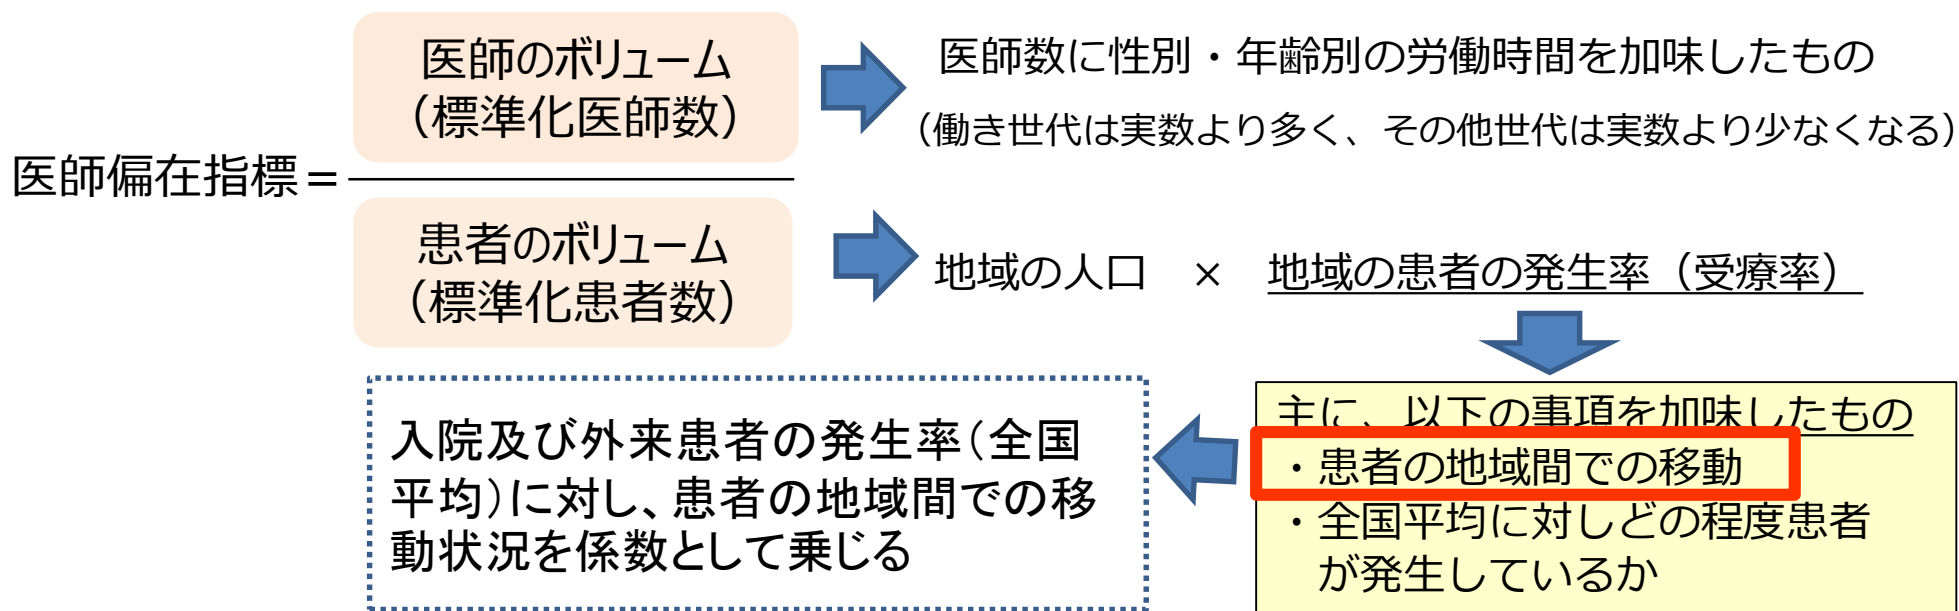 医師のボリューム
（標準化医師数）
医師数に性別・年齢別の労働時間を加味したもの
（働き世代は実数より多く、その他世代は実数より少なくなる）
医師偏在指標＝
患者のボリューム
（標準化患者数）
地域の人口　×　地域の患者の発生率（受療率）
主に、以下の事項を加味したもの
・患者の地域間での移動
・全国平均に対しどの程度患者
が発生しているか
入院及び外来患者の発生率（全国
平均）に対し、患者の地域間での移
動状況を係数として乗じる